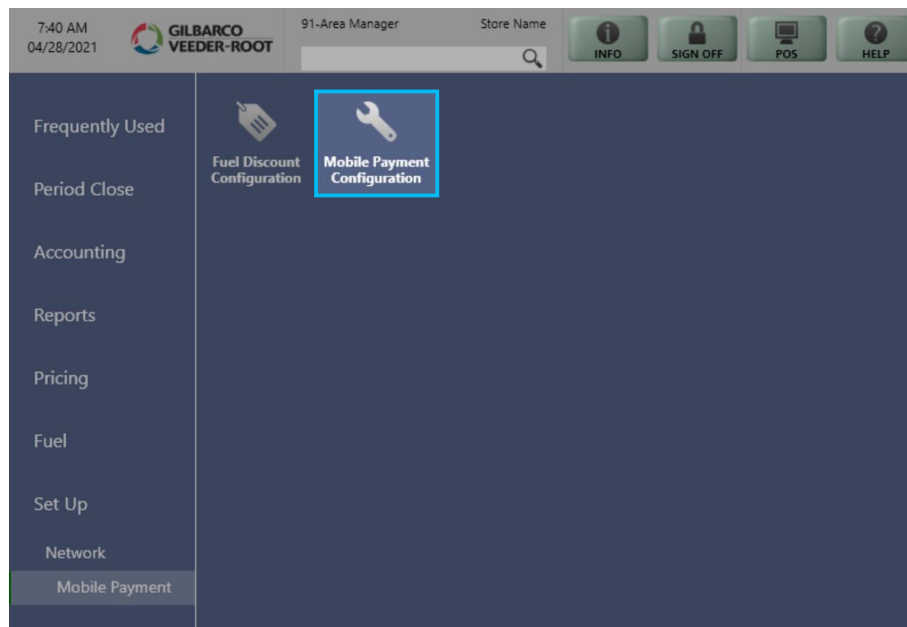 7:40 AM
04/28/2021
GILBARCO
VEEDER-ROOT
91-Area Manager
Store Name
INFO
SIGN OFF
POS
HELP
Frequently Used
Period Close
Accounting
Reports
Pricing
Fuel
Set Up
Network
Mobile Payment
Fuel Discount
Configuration
Mobile Payment
Configuration